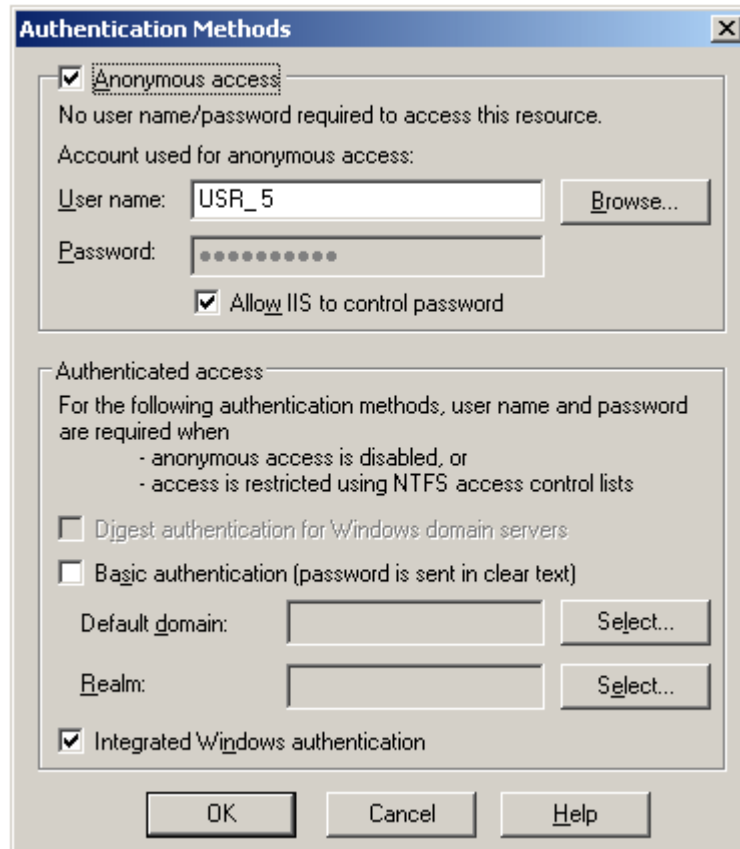 Authentication Methods
Anonymous access
No user name/password required to access this resource.
Account used for anonymous access:
User name: USR_ 5 Browse...
Password: ●●●●●●●●●●
Allow IIS to control password
Authenticated access
For the following authentication methods, user name and password
are required when
- anonymous access is disabled, or
- access is restricted using NTFS access control lists
Digest authentication for Windows domain servers
Basic authentication (password is sent in clear text)
Default domain: Select...
Realm: Select...
Integrated Windows authentication
OK Cancel Help